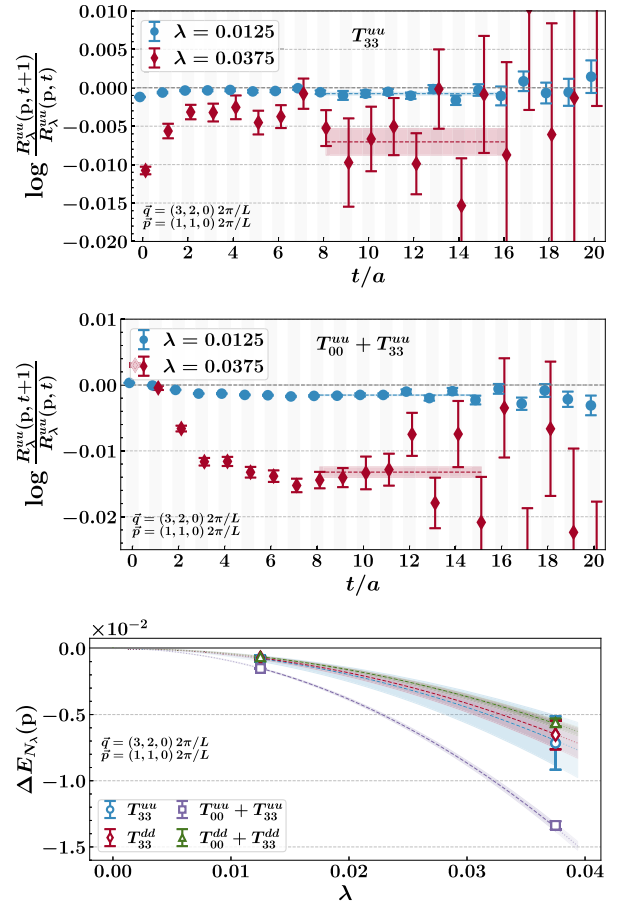 0.010
0.005
0.000
−0.005
−0.010
−0.015
−0.020
log R_λ^{uu}(p, t+1) / R_λ^{uu}(p, t)
λ = 0.0125
λ = 0.0375
T_{33}^{uu}
q⃗ = (3, 2, 0) 2π/L
p⃗ = (1, 1, 0) 2π/L
0 2 4 6 8 10 12 14 16 18 20
t/a
0.01
0.00
−0.01
−0.02
log R_λ^{uu}(p, t+1) / R_λ^{uu}(p, t)
λ = 0.0125
λ = 0.0375
T_{00}^{uu} + T_{33}^{uu}
q⃗ = (3, 2, 0) 2π/L
p⃗ = (1, 1, 0) 2π/L
0 2 4 6 8 10 12 14 16 18 20
t/a
×10^{−2}
0.0
−0.5
−1.0
−1.5
ΔE_{N_λ}(p)
q⃗ = (3, 2, 0) 2π/L
p⃗ = (1, 1, 0) 2π/L
T_{33}^{uu} T_{00}^{uu} + T_{33}^{uu}
T_{33}^{dd} T_{00}^{dd} + T_{33}^{dd}
0.00 0.01 0.02 0.03 0.04
λ